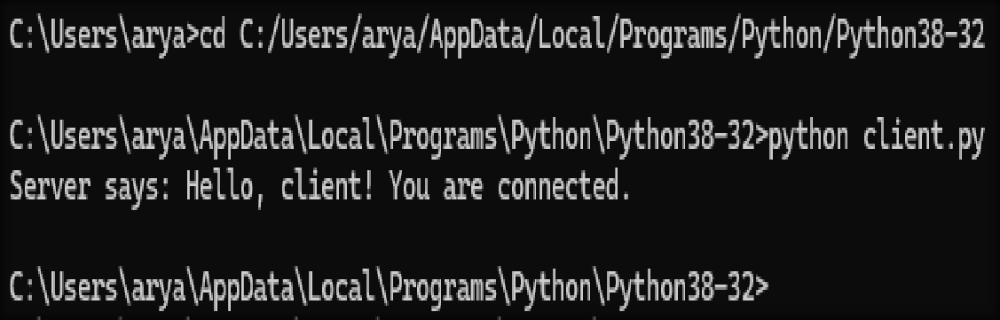 C:\Users\arya>cd C:/Users/arya/AppData/Local/Programs/Python/Python38-32
C:\Users\arya\AppData\Local\Programs\Python\Python38-32>python client.py
Server says: Hello, client! You are connected.
C:\Users\arya\AppData\Local\Programs\Python\Python38-32>